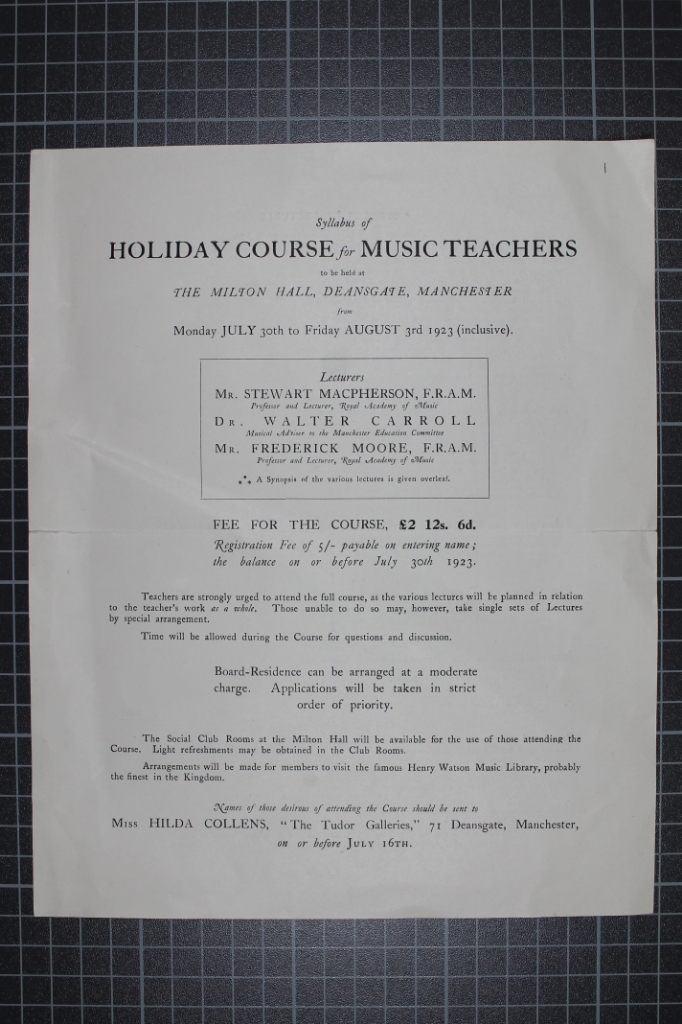 Syllabus of
HOLIDAY COURSE for MUSIC TEACHERS
to be held at
THE MILTON HALL, DEANSGATE, MANCHESTER
from
Monday JULY 30th to Friday AUGUST 3rd 1923 (inclusive).
Lecturers
MR. STEWART MACPHERSON, F.R.A.M.
Professor and Lecturer, Royal Academy of Music
DR. WALTER CARROLL
Musical Adviser to the Manchester Education Committee
MR. FREDERICK MOORE, F.R.A.M.
Professor and Lecturer, Royal Academy of Music
⁂ A Synopsis of the various lectures is given overleaf.
FEE FOR THE COURSE, £2 12s. 6d.
Registration Fee of 5/- payable on entering name;
the balance on or before July 30th 1923.
Teachers are strongly urged to attend the full course, as the various lectures will be planned in relation
to the teacher's work as a whole. Those unable to do so may, however, take single sets of Lectures
by special arrangement.
Time will be allowed during the Course for questions and discussion.
Board-Residence can be arranged at a moderate
charge. Applications will be taken in strict
order of priority.
The Social Club Rooms at the Milton Hall will be available for the use of those attending the
Course. Light refreshments may be obtained in the Club Rooms.
Arrangements will be made for members to visit the famous Henry Watson Music Library, probably
the finest in the Kingdom.
Names of those desirous of attending the Course should be sent to
MISS HILDA COLLENS, "The Tudor Galleries," 71 Deansgate, Manchester,
on or before JULY 16TH.